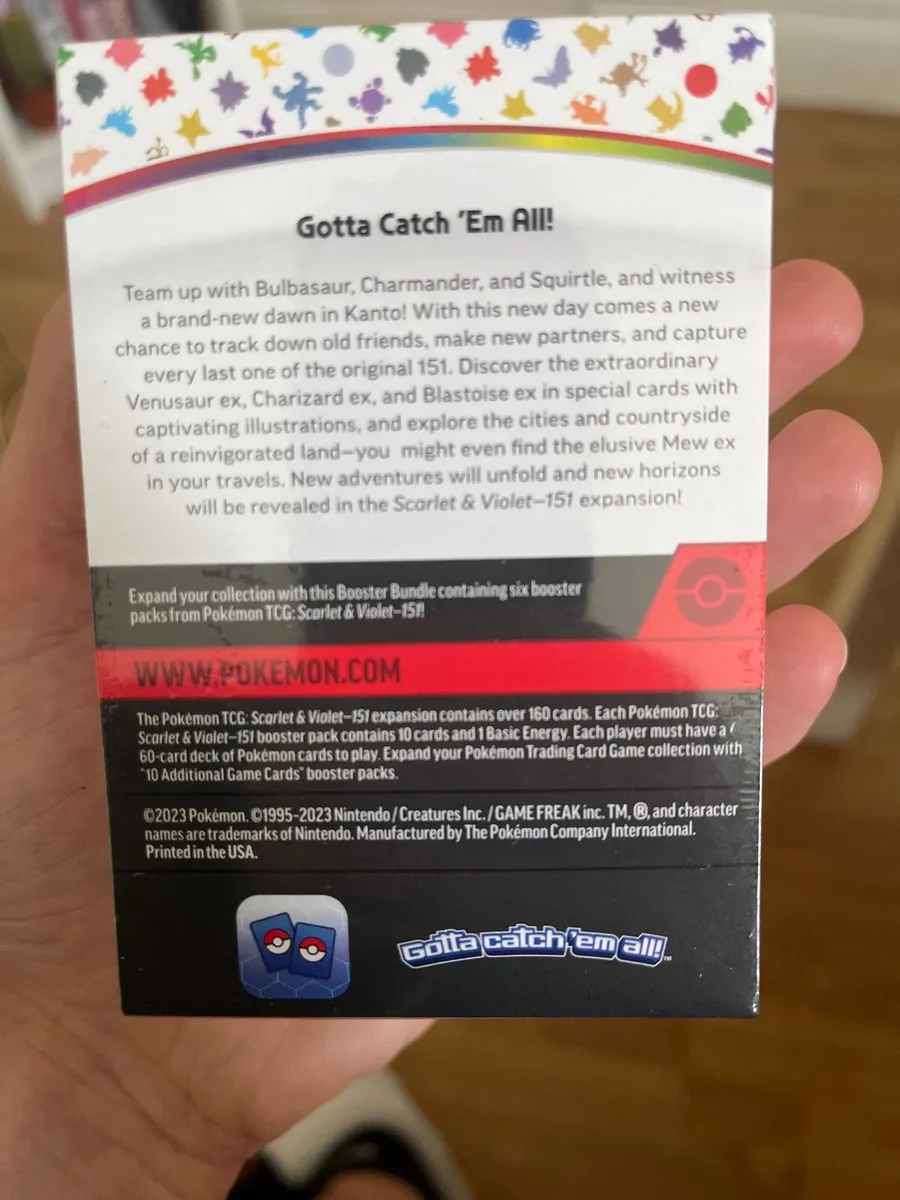 Gotta Catch 'Em All!
Team up with Bulbasaur, Charmander, and Squirtle, and witness
a brand-new dawn in Kanto! With this new day comes a new
chance to track down old friends, make new partners, and capture
every last one of the original 151. Discover the extraordinary
Venusaur ex, Charizard ex, and Blastoise ex in special cards with
captivating illustrations, and explore the cities and countryside
of a reinvigorated land—you might even find the elusive Mew ex
in your travels. New adventures will unfold and new horizons
will be revealed in the Scarlet & Violet—151 expansion!
Expand your collection with this Booster Bundle containing six booster
packs from Pokémon TCG: Scarlet & Violet—151!
WWW.POKEMON.COM
The Pokémon TCG: Scarlet & Violet—151 expansion contains over 160 cards. Each Pokémon TCG:
Scarlet & Violet—151 booster pack contains 10 cards and 1 Basic Energy. Each player must have a
60-card deck of Pokémon cards to play. Expand your Pokémon Trading Card Game collection with
"10 Additional Game Cards" booster packs.
©2023 Pokémon. ©1995–2023 Nintendo / Creatures Inc. / GAME FREAK inc. TM, ®, and character
names are trademarks of Nintendo. Manufactured by The Pokémon Company International.
Printed in the USA.
Gotta catch 'em all!™